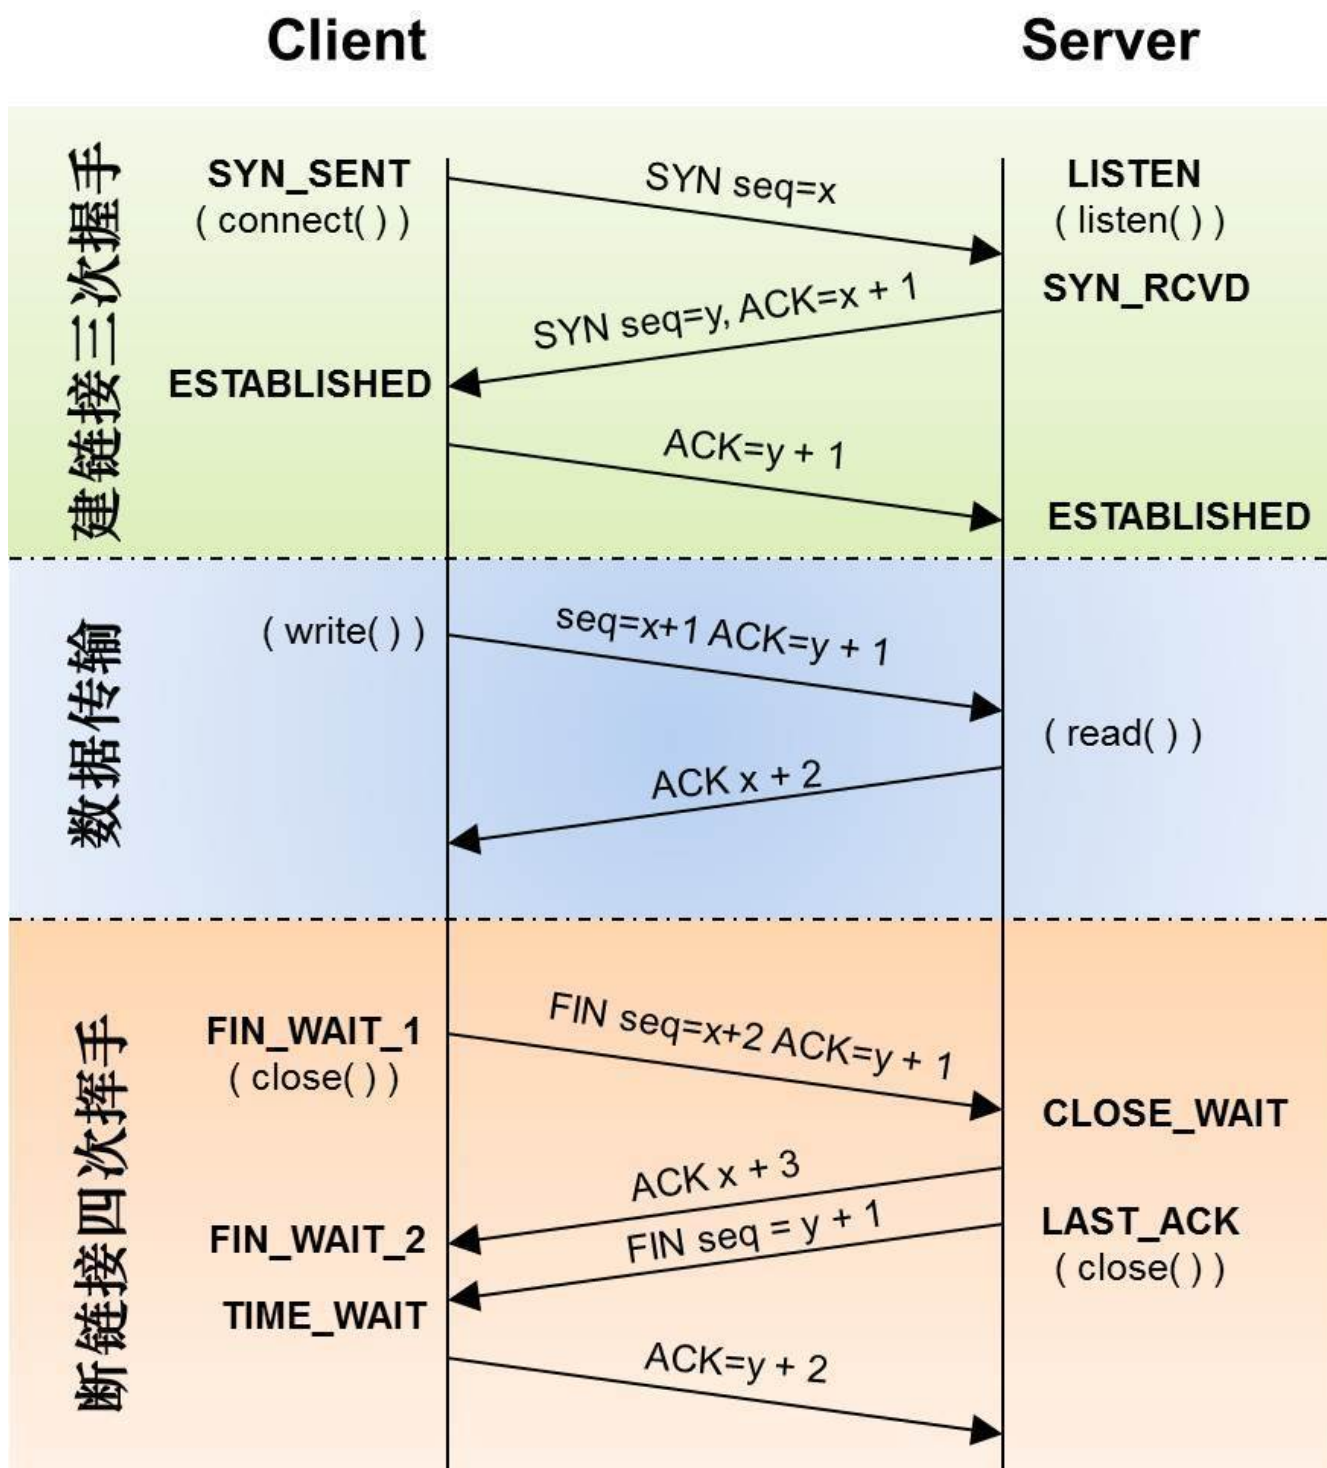 Client
Server
建链接三次握手
SYN_SENT
( connect( ) )
SYN seq=x
LISTEN
( listen( ) )
SYN_RCVD
SYN seq=y, ACK=x + 1
ESTABLISHED
ACK=y + 1
ESTABLISHED
数据传输
( write( ) )
seq=x+1 ACK=y + 1
( read( ) )
ACK x + 2
断链接四次挥手
FIN_WAIT_1
( close( ) )
FIN seq=x+2 ACK=y + 1
CLOSE_WAIT
ACK x + 3
FIN_WAIT_2
FIN seq = y + 1
LAST_ACK
( close( ) )
TIME_WAIT
ACK=y + 2